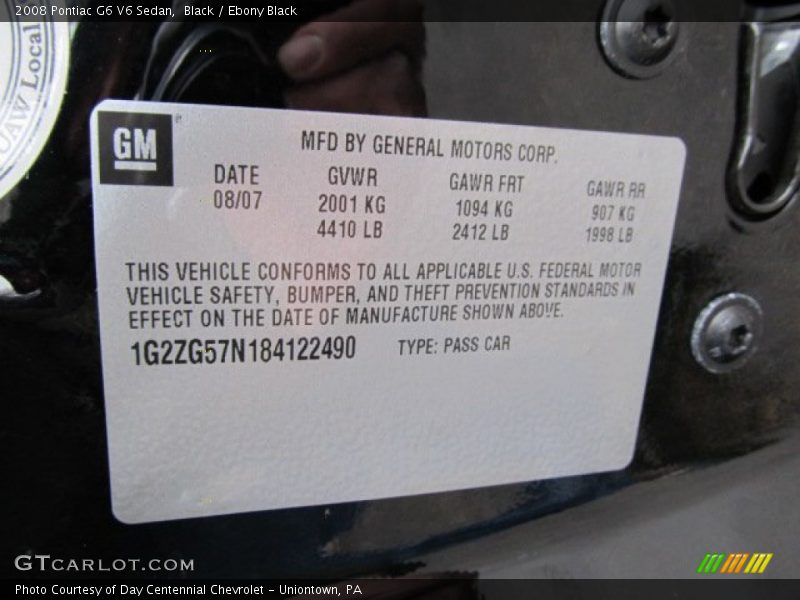 2008 Pontiac G6 V6 Sedan, Black / Ebony Black
UAW Local
GM
MFD BY GENERAL MOTORS CORP.
DATE GVWR GAWR FRT GAWR RR
08/07 2001 KG 1094 KG 907 KG
4410 LB 2412 LB 1998 LB
THIS VEHICLE CONFORMS TO ALL APPLICABLE U.S. FEDERAL MOTOR
VEHICLE SAFETY, BUMPER, AND THEFT PREVENTION STANDARDS IN
EFFECT ON THE DATE OF MANUFACTURE SHOWN ABOVE.
1G2ZG57N184122490 TYPE: PASS CAR
GTCARLOT.COM
Photo Courtesy of Day Centennial Chevrolet - Uniontown, PA